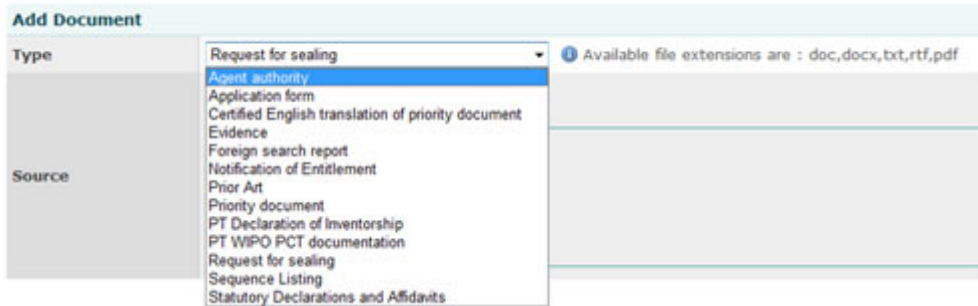 Add Document
Type Request for sealing Available file extensions are : doc,docx,txt,rtf,pdf
Agent authority
Application form
Certified English translation of priority document
Evidence
Foreign search report
Notification of Entitlement
Source
Prior Art
Priority document
PT Declaration of Inventorship
PT WIPO PCT documentation
Request for sealing
Sequence Listing
Statutory Declarations and Affidavits